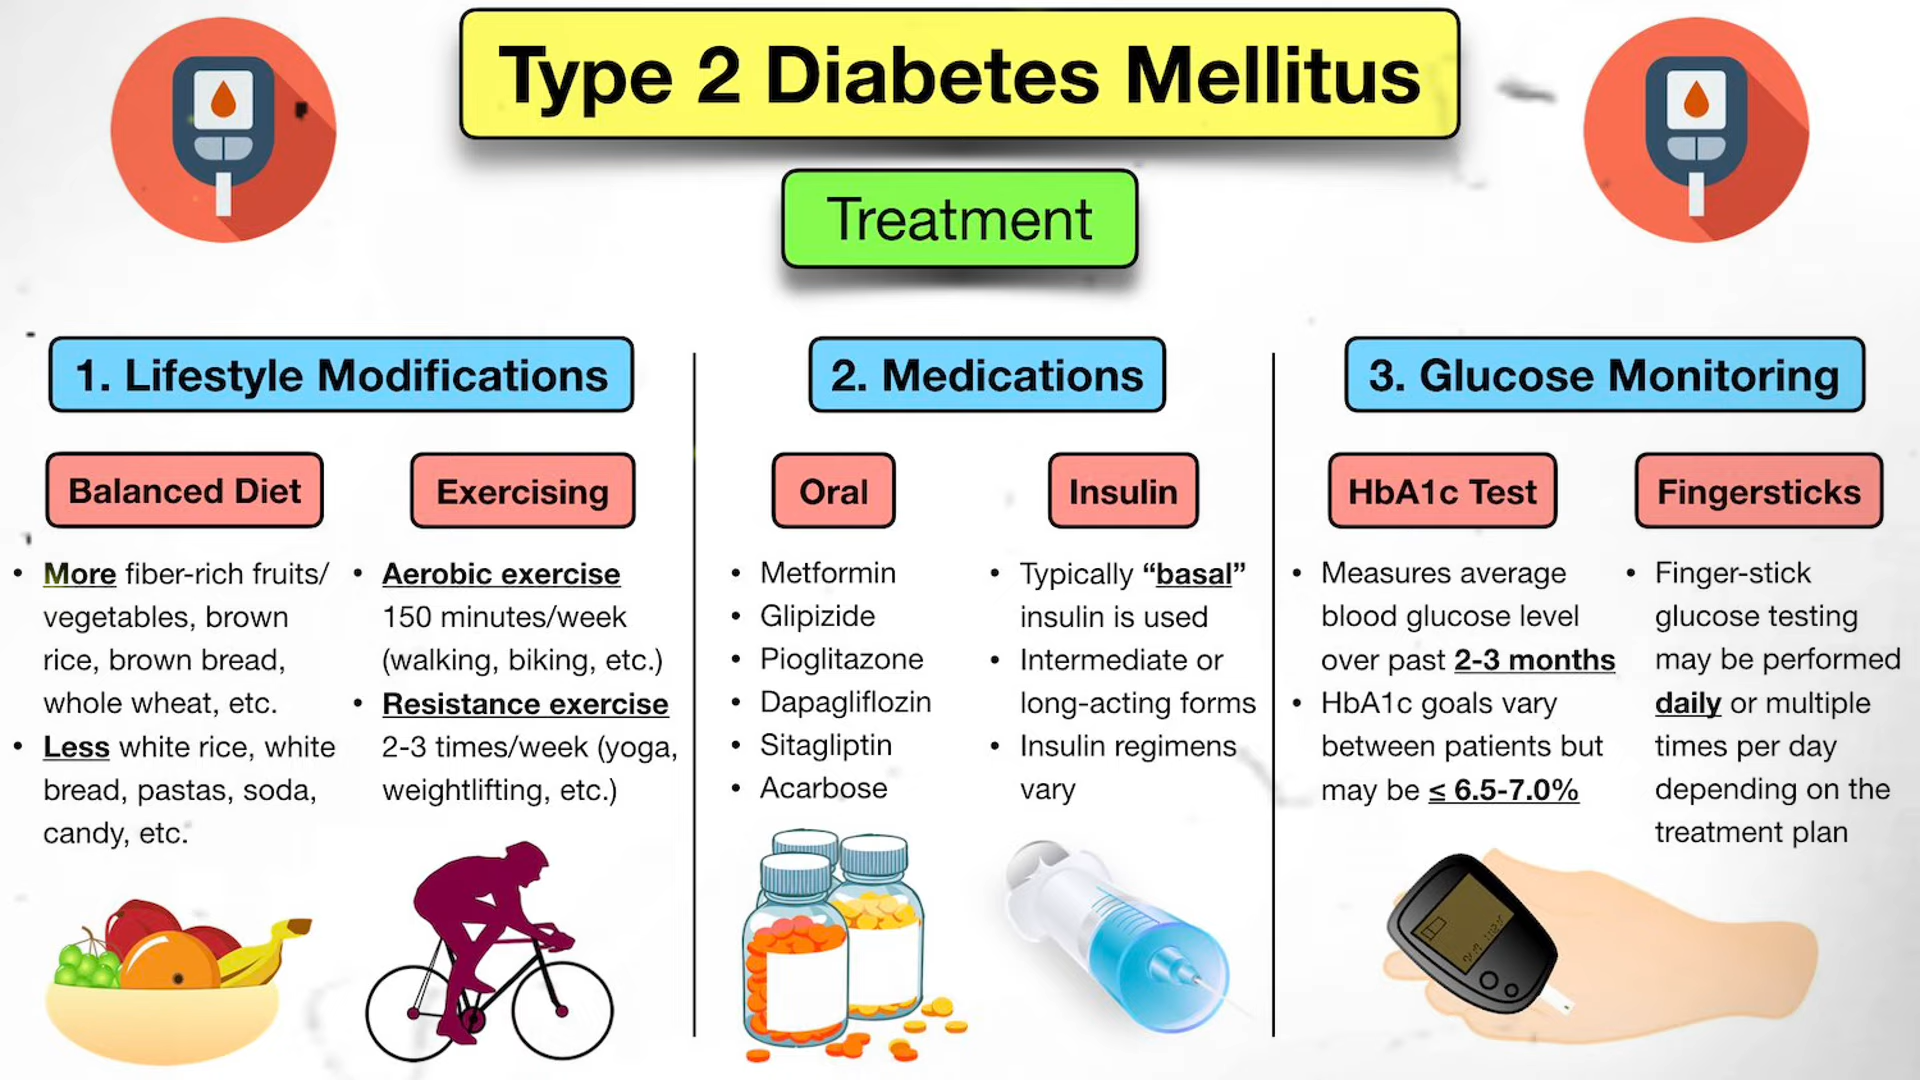 Type 2 Diabetes Mellitus
Treatment
1. Lifestyle Modifications
Balanced Diet
• More fiber-rich fruits/
vegetables, brown
rice, brown bread,
whole wheat, etc.
• Less white rice, white
bread, pastas, soda,
candy, etc.
Exercising
• Aerobic exercise
150 minutes/week
(walking, biking, etc.)
• Resistance exercise
2-3 times/week (yoga,
weightlifting, etc.)
2. Medications
Oral
• Metformin
• Glipizide
• Pioglitazone
• Dapagliflozin
• Sitagliptin
• Acarbose
Insulin
• Typically “basal”
insulin is used
• Intermediate or
long-acting forms
• Insulin regimens
vary
3. Glucose Monitoring
HbA1c Test
• Measures average
blood glucose level
over past 2-3 months
• HbA1c goals vary
between patients but
may be ≤ 6.5-7.0%
Fingersticks
• Finger-stick
glucose testing
may be performed
daily or multiple
times per day
depending on the
treatment plan